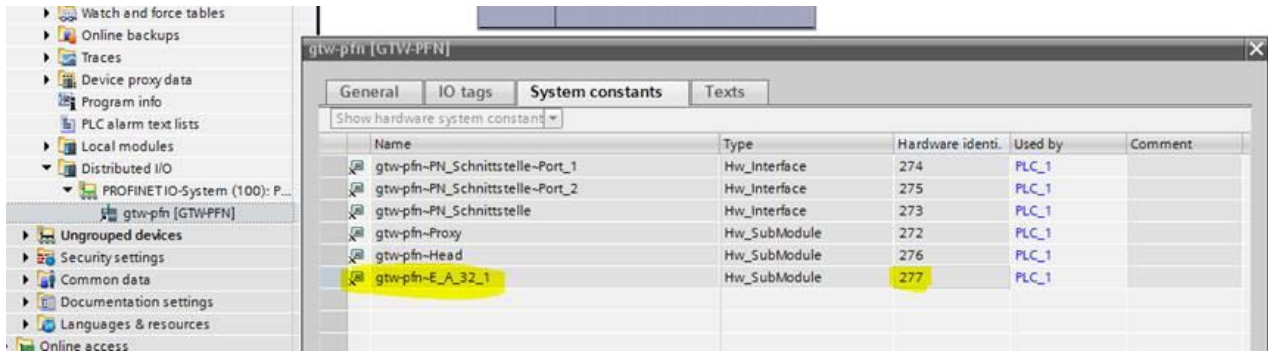 Watch and force tables
Online backups
Traces
Device proxy data
Program info
PLC alarm text lists
Local modules
Distributed I/O
PROFINET IO-System (100): P...
gtw-pfn [GTW-PFN]
Ungrouped devices
Security settings
Common data
Documentation settings
Languages & resources
Online access
gtw-pfn [GTW-PFN]
General IO tags System constants Texts
Show hardware system constant
Name Type Hardware identi. Used by Comment
gtw-pfn~PN_Schnittstelle~Port_1 Hw_Interface 274 PLC_1
gtw-pfn~PN_Schnittstelle~Port_2 Hw_Interface 275 PLC_1
gtw-pfn~PN_Schnittstelle Hw_Interface 273 PLC_1
gtw-pfn~Proxy Hw_SubModule 272 PLC_1
gtw-pfn~Head Hw_SubModule 276 PLC_1
gtw-pfn~E_A_32_1 Hw_SubModule 277 PLC_1